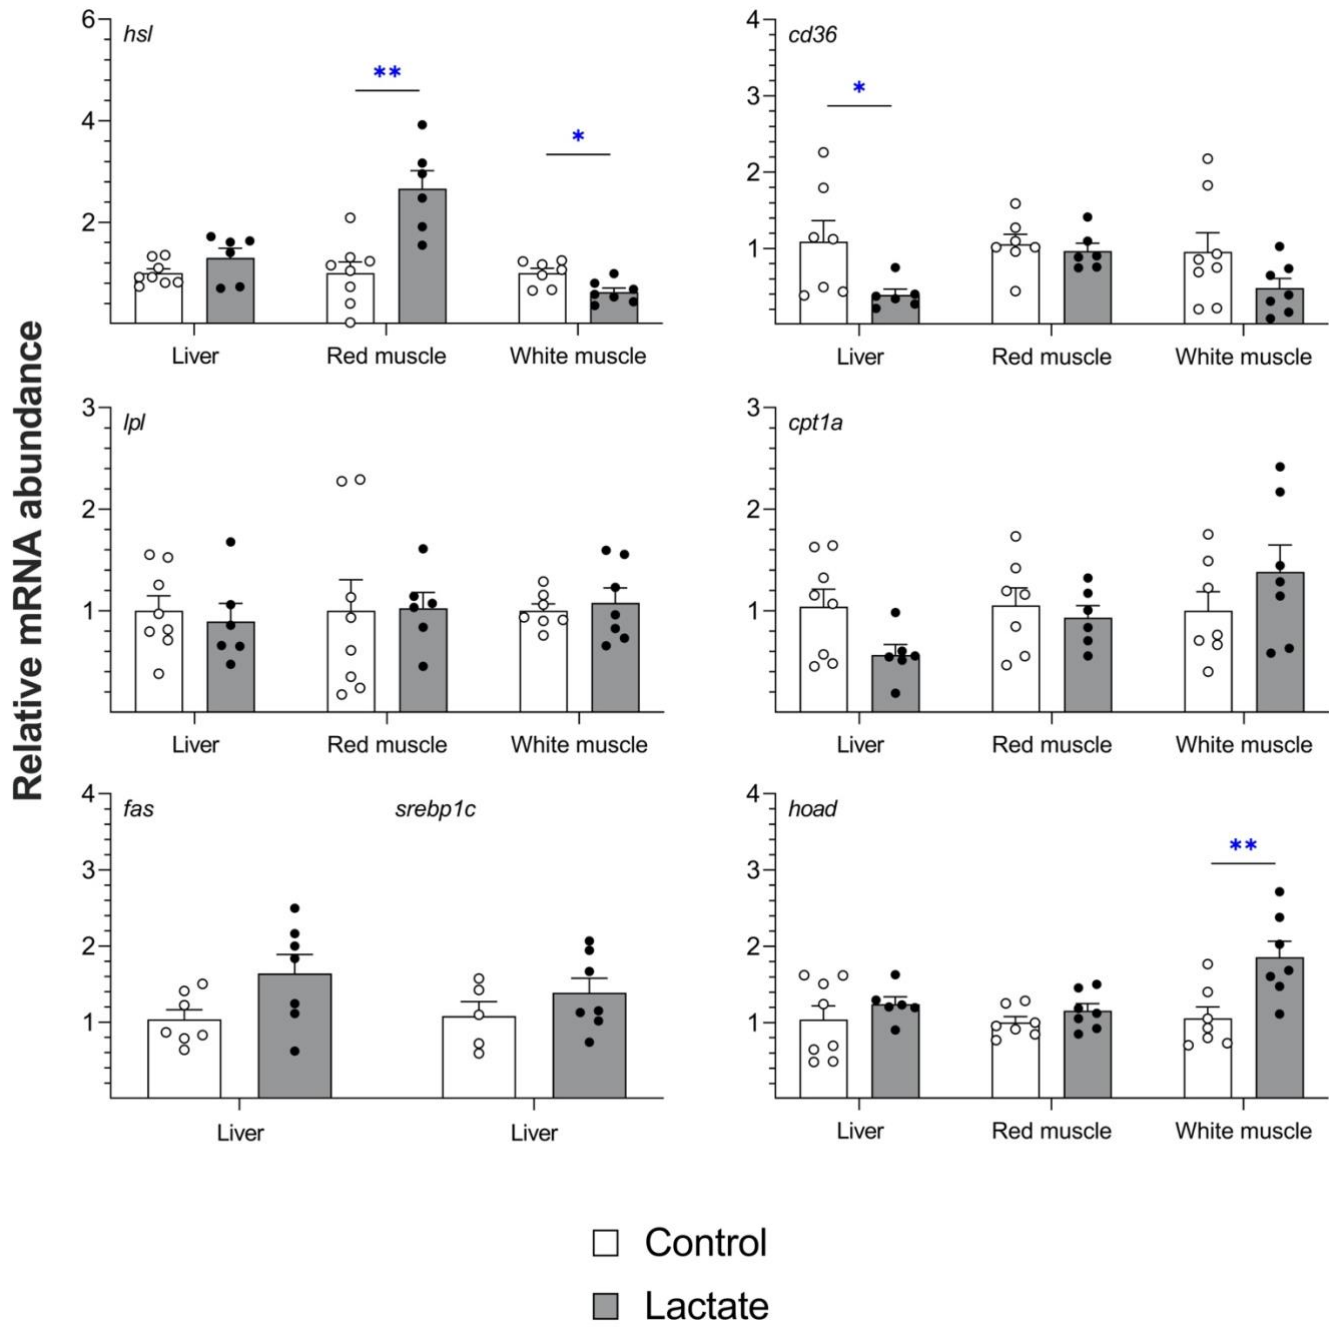 Relative mRNA abundance
hsl
6
4
2
**
*
Liver Red muscle White muscle
cd36
4
3
2
1
*
Liver Red muscle White muscle
lpl
3
2
1
Liver Red muscle White muscle
cpt1a
3
2
1
Liver Red muscle White muscle
fas srebp1c
4
3
2
1
Liver Liver
hoad
4
3
2
1
**
Liver Red muscle White muscle
Control
Lactate